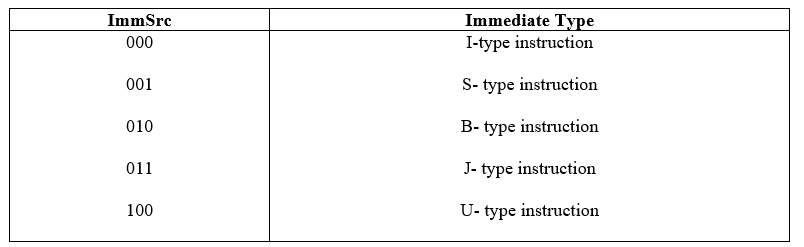 ImmSrc Immediate Type
000 I-type instruction
001 S- type instruction
010 B- type instruction
011 J- type instruction
100 U- type instruction